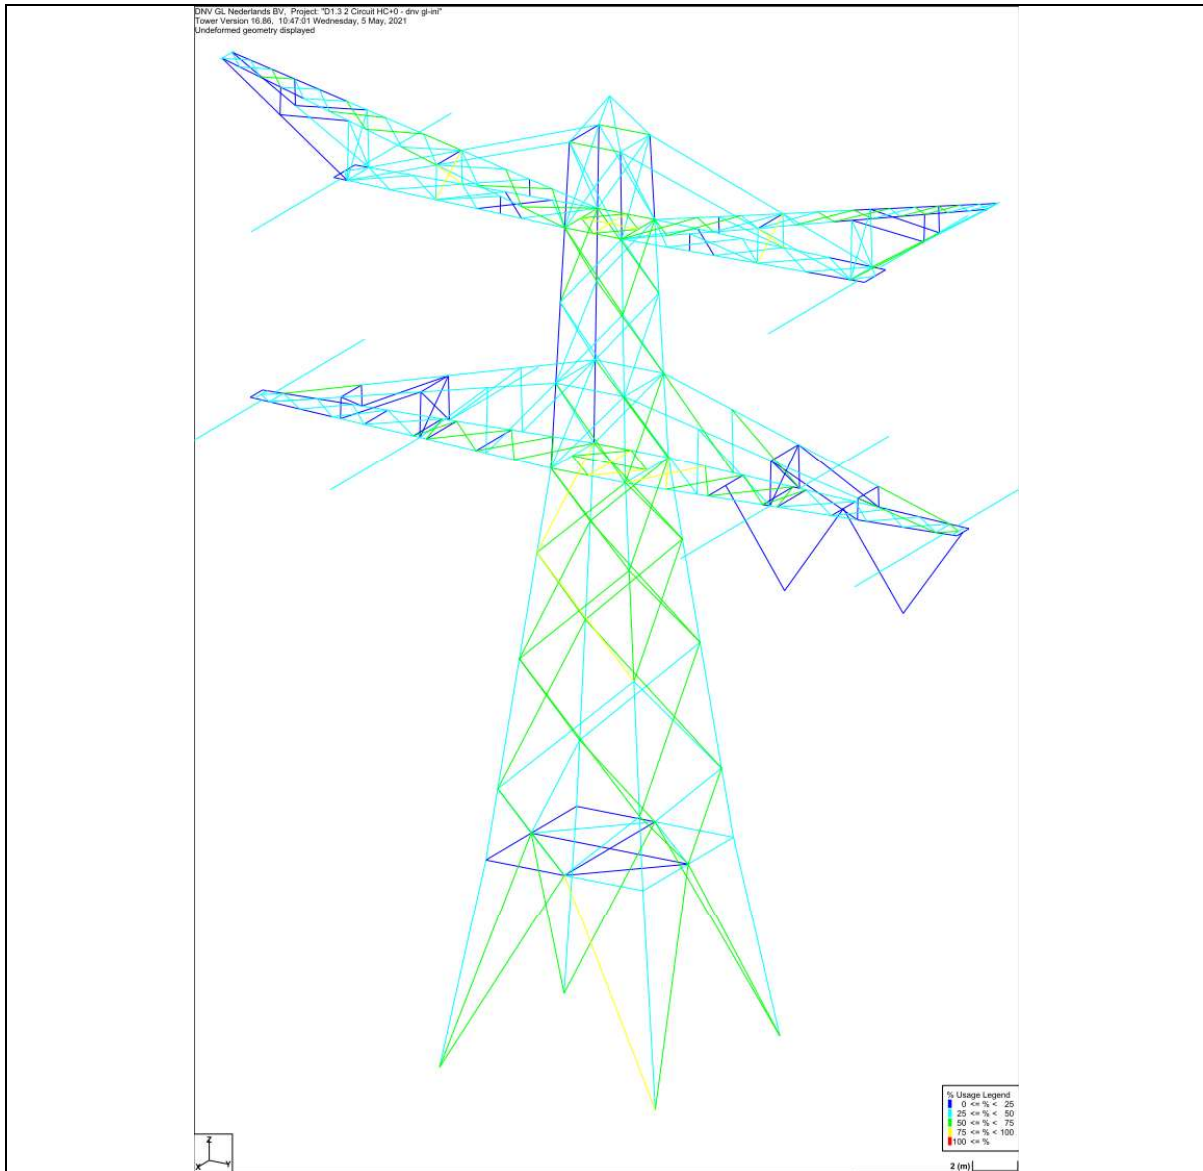 DNV GL Nederlands BV, Project: "D1.3 2 Circuit HC+0 - dnv gl-ini"
Tower Version 16.86, 10:47:01 Wednesday, 5 May, 2021
Undeformed geometry displayed
% Usage Legend
0 <= % < 25
25 <= % < 50
50 <= % < 75
75 <= % < 100
100 <= %
Z
X Y
2 (m)